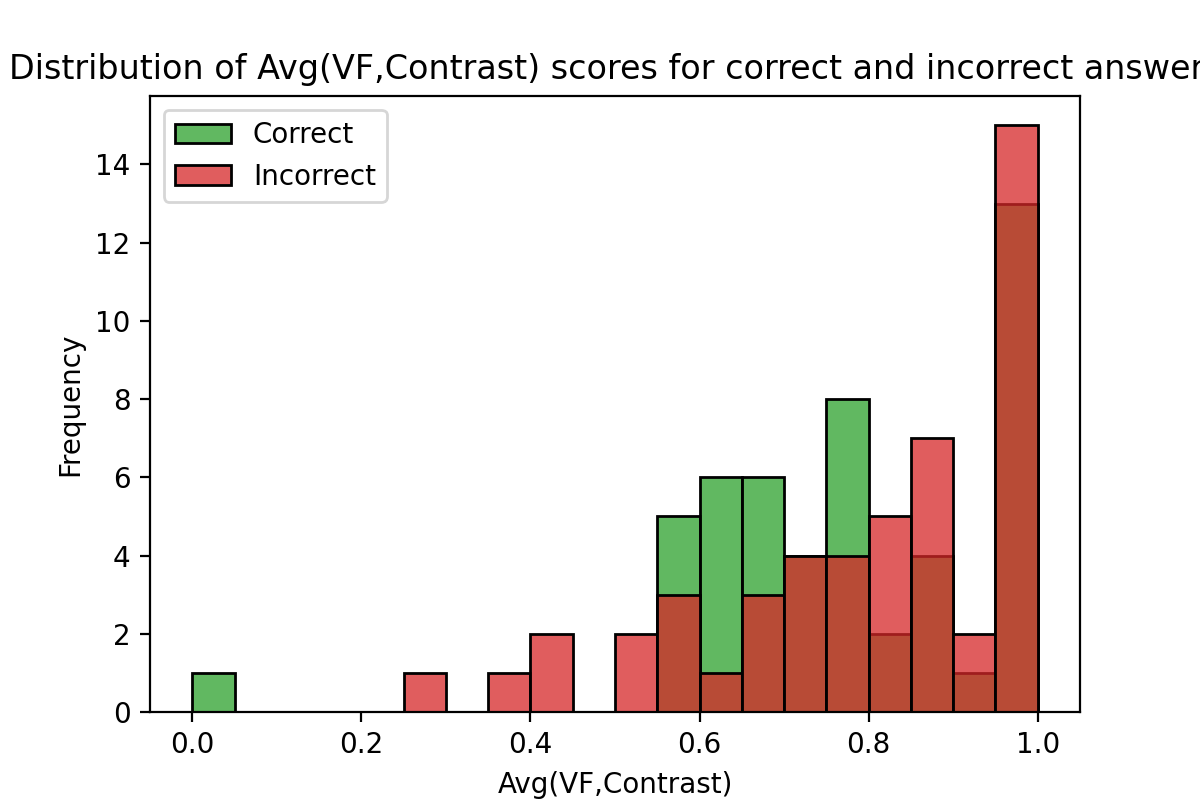 Distribution of Avg(VF,Contrast) scores for correct and incorrect answer
Correct
Incorrect
14
12
10
8
6
4
2
0
Frequency
0.0 0.2 0.4 0.6 0.8 1.0
Avg(VF,Contrast)